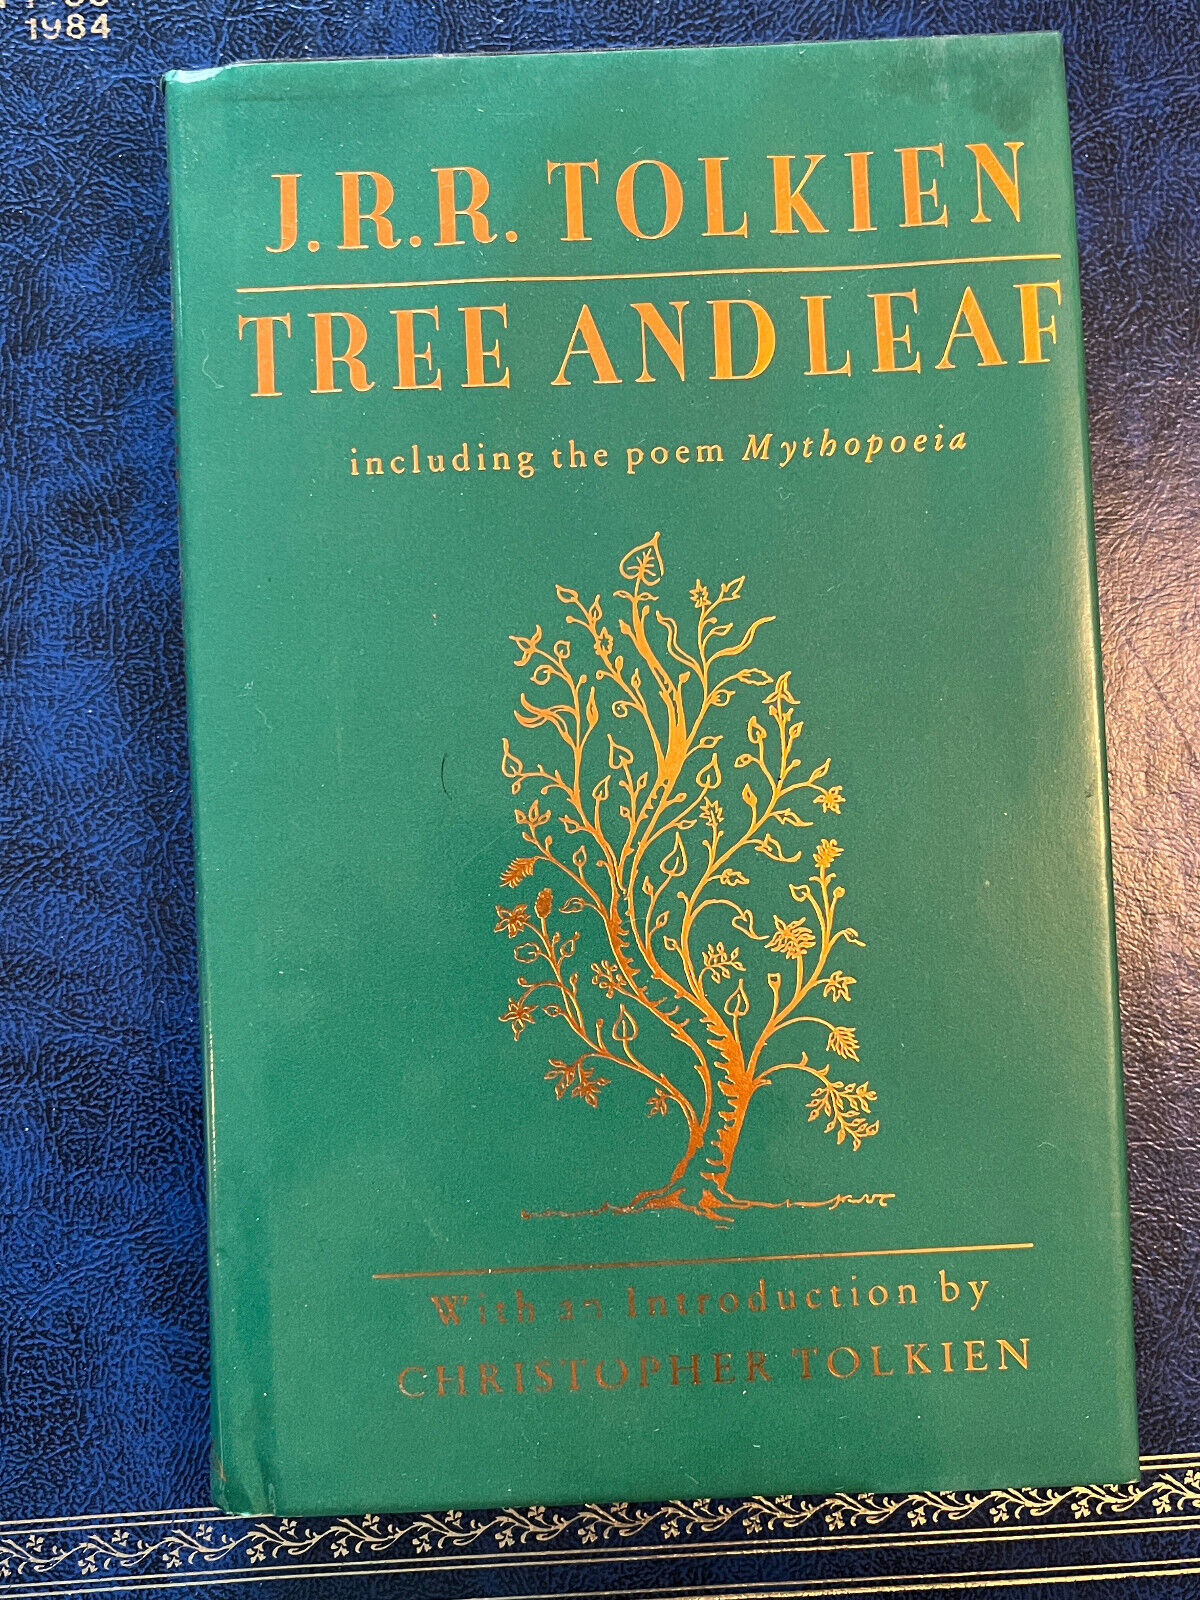 1984
J.R.R. TOLKIEN
TREE AND LEAF
including the poem Mythopoeia
With an Introduction by
CHRISTOPHER TOLKIEN